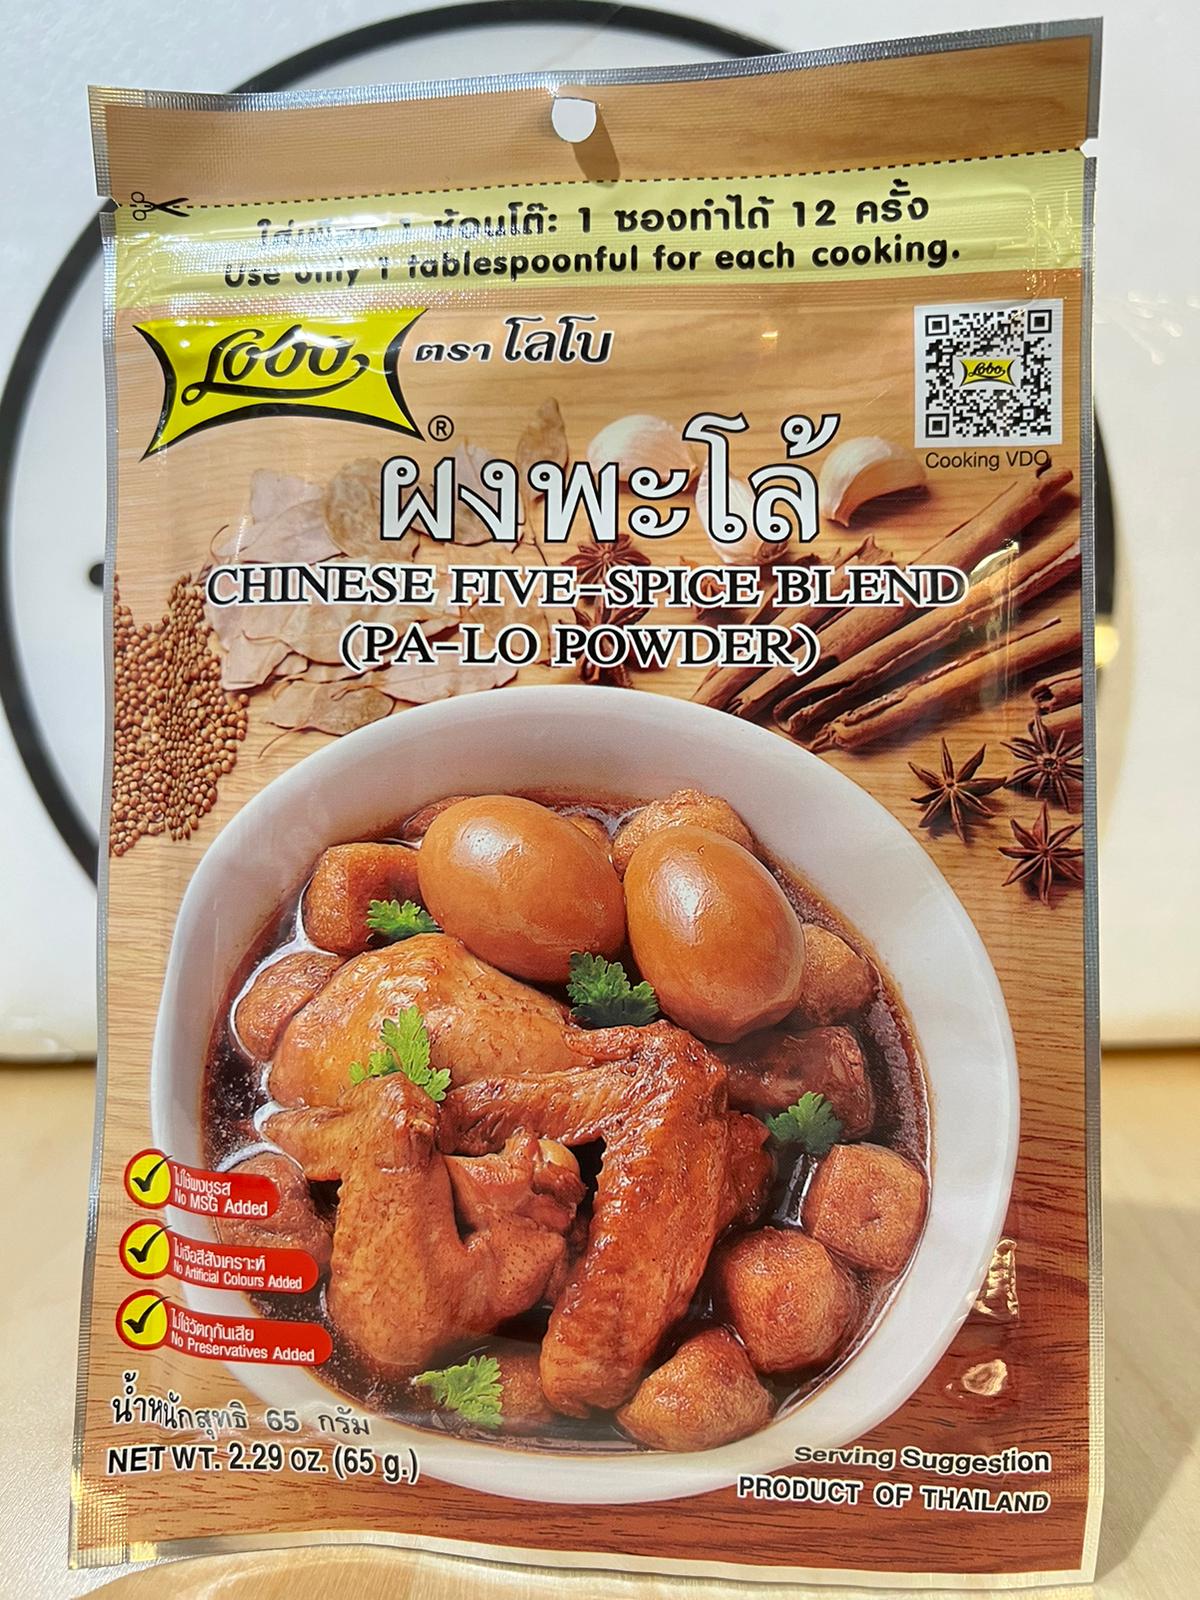 ใส่เพียง 1 ช้อนโต๊ะ 1 ซองทำได้ 12 ครั้ง
Use only 1 tablespoonful for each cooking.
Lobo
ตรา โลโบ
®
Lobo
Cooking VDO
ผงพะโล้
CHINESE FIVE-SPICE BLEND
(PA-LO POWDER)
ไม่ใช้ผงชูรส
No MSG Added
ไม่เจือสีสังเคราะห์
No Artificial Colours Added
ไม่ใช้วัตถุกันเสีย
No Preservatives Added
น้ำหนักสุทธิ 65 กรัม
NET WT. 2.29 oz. (65 g.)
Serving Suggestion
PRODUCT OF THAILAND